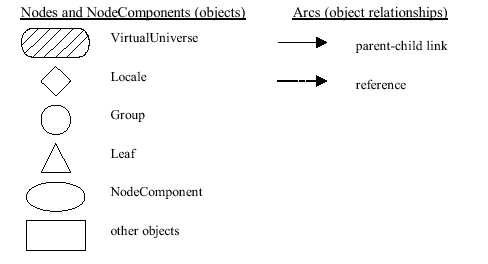 Nodes and NodeComponents (objects)
Arcs (object relationships)
VirtualUniverse
parent-child link
Locale
reference
Group
Leaf
NodeComponent
other objects